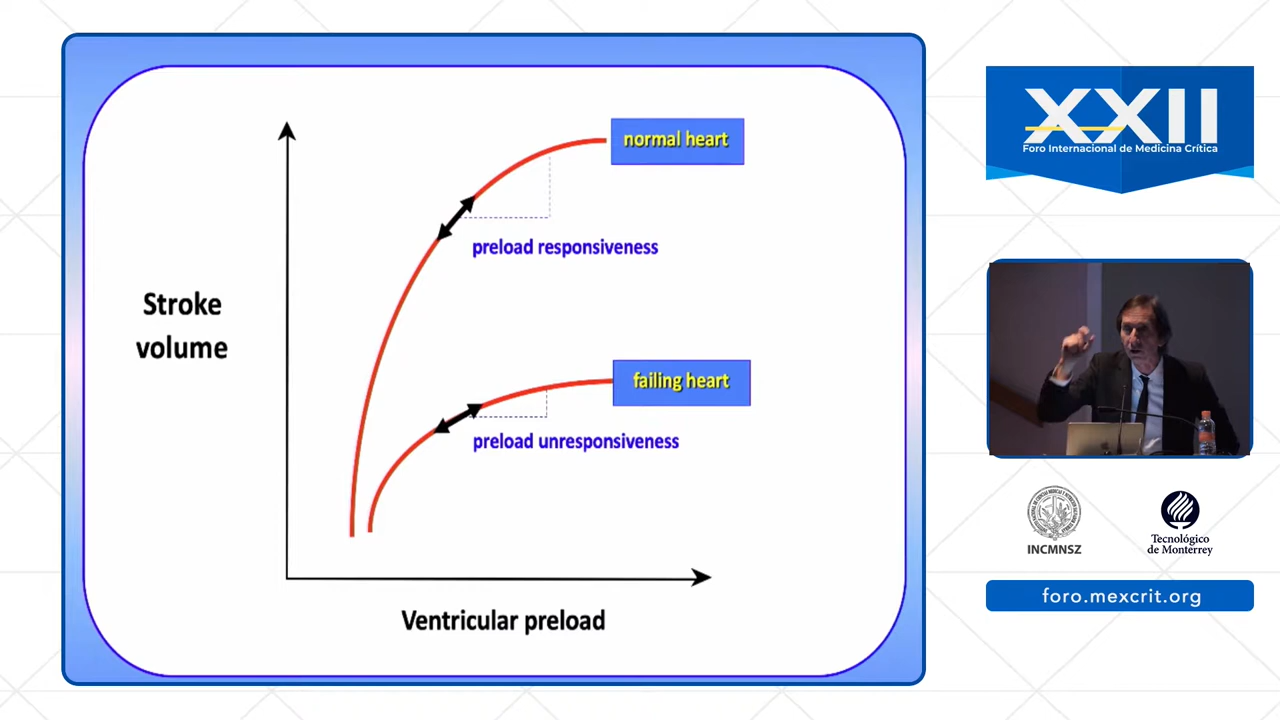 normal heart
preload responsiveness
Stroke
volume
failing heart
preload unresponsiveness
Ventricular preload
XXII
Foro Internacional de Medicina Crítica
INCMNSZ
Tecnológico
de Monterrey
foro.mexcrit.org